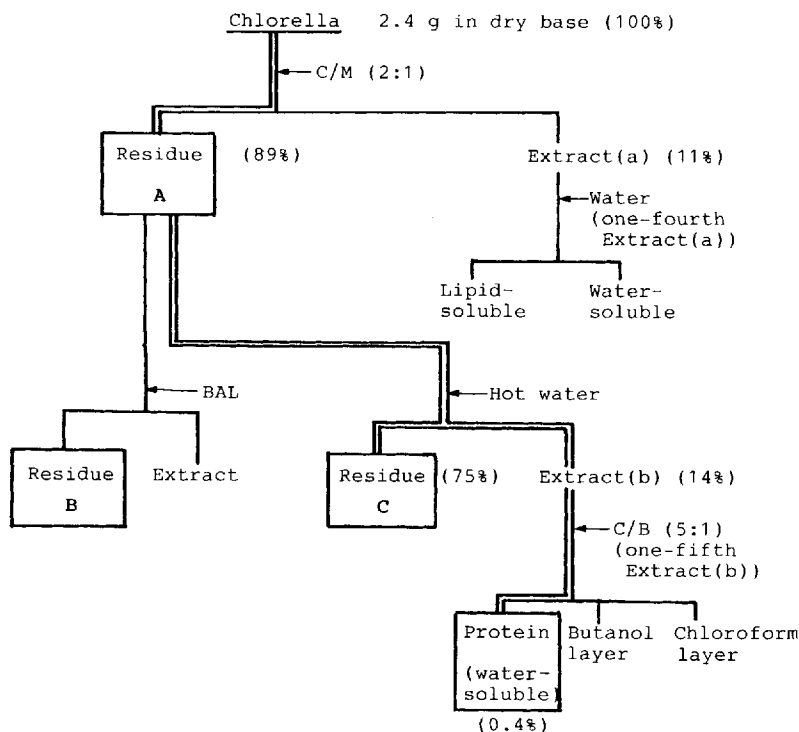 Chlorella 2.4 g in dry base (100%)
C/M (2:1)
Residue (89%)
A
Extract(a) (11%)
Water
(one-fourth
Extract(a))
Lipid-
soluble
Water-
soluble
BAL
Hot water
Residue
B
Extract
Residue (75%)
C
Extract(b) (14%)
C/B (5:1)
(one-fifth
Extract(b))
Protein
(water-
soluble)
(0.4%)
Butanol
layer
Chloroform
layer